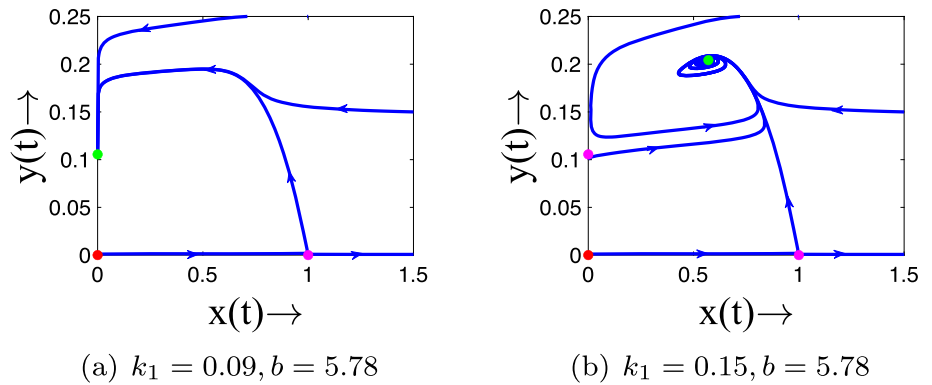 0.25
0.2
0.15
0.1
0.05
0
y(t)→
0 0.5 1 1.5
x(t)→
(a) k₁ = 0.09, b = 5.78
0.25
0.2
0.15
0.1
0.05
0
y(t)→
0 0.5 1 1.5
x(t)→
(b) k₁ = 0.15, b = 5.78